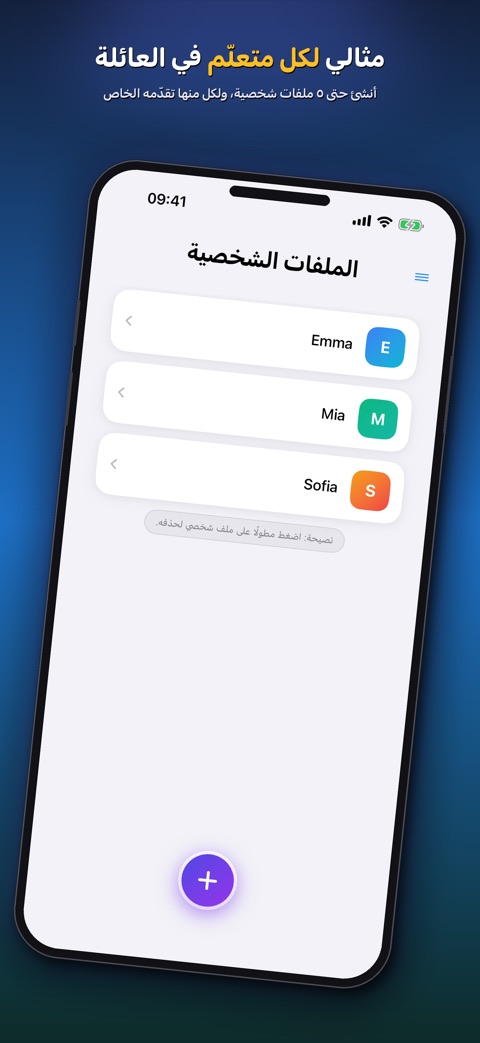 مثالي لكل متعلّم في العائلة
أنشئ حتى ٥ ملفات شخصية، ولكل منها تقدّمه الخاص
09:41
الملفات الشخصية
Emma
E
Mia
M
Sofia
S
نصيحة: اضغط مطولًا على ملف شخصي لحذفه.